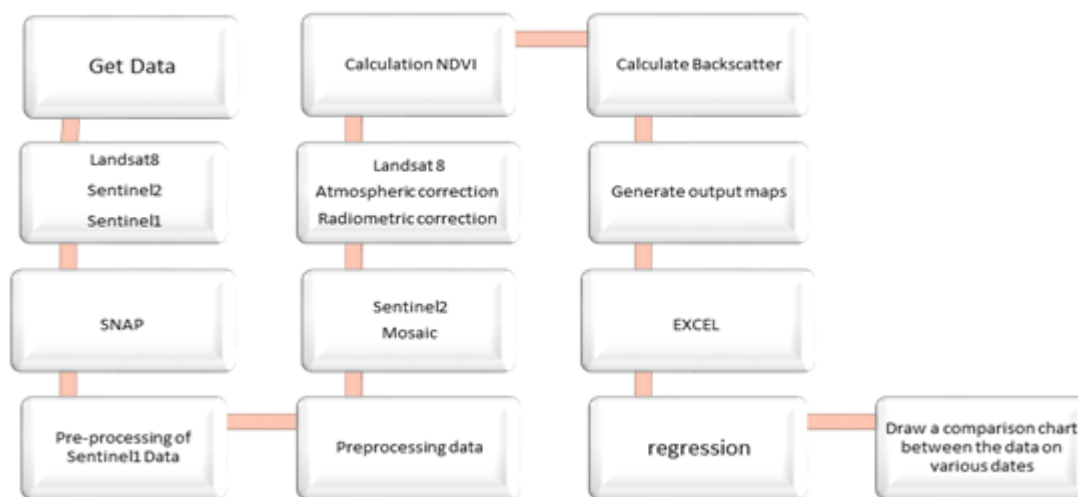 Get Data
Landsat8
Sentinel2
Sentinel1
SNAP
Pre-processing of
Sentinel1 Data
Preprocessing data
Sentinel2
Mosaic
Landsat 8
Atmospheric correction
Radiometric correction
Calculation NDVI
Calculate Backscatter
Generate output maps
EXCEL
regression
Draw a comparison chart
between the data on
various dates